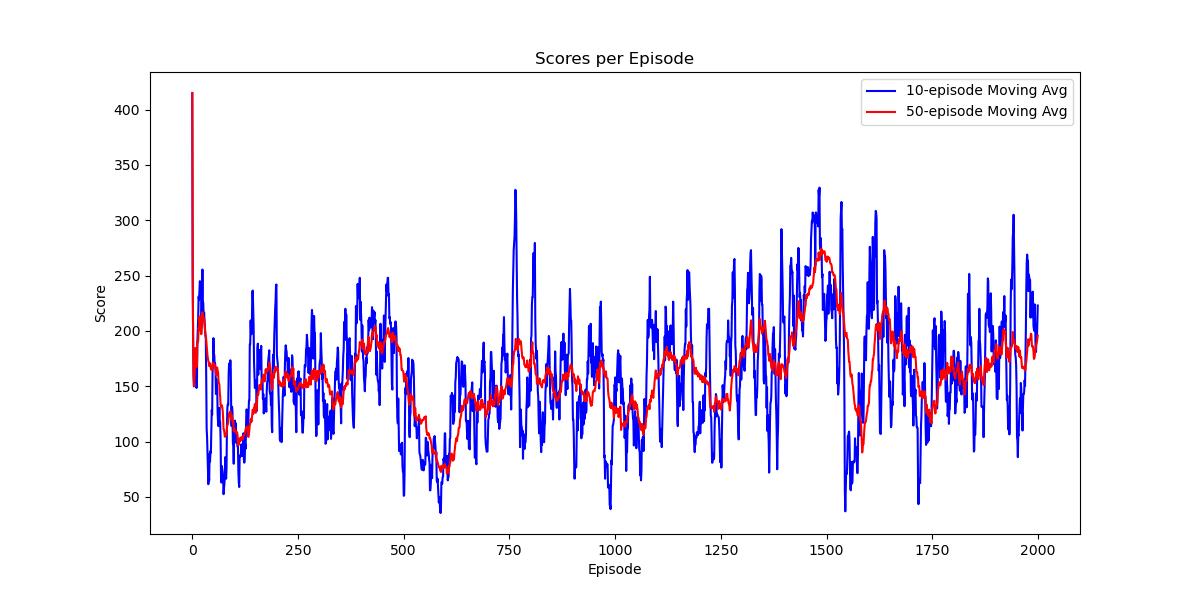 Scores per Episode
10-episode Moving Avg
50-episode Moving Avg
400
350
300
250
200
150
100
50
Score
0 250 500 750 1000 1250 1500 1750 2000
Episode